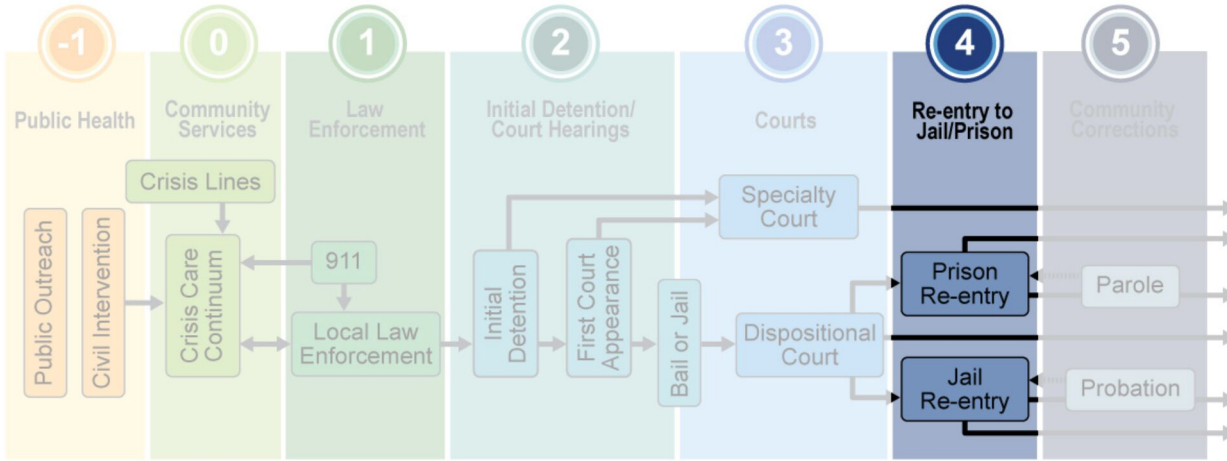 -1
0
1
2
3
4
5
Public Health
Community
Services
Law
Enforcement
Initial Detention/
Court Hearings
Courts
Re-entry to
Jail/Prison
Community
Corrections
Public Outreach
Civil Intervention
Crisis Lines
Crisis Care
Continuum
911
Local Law
Enforcement
Initial
Detention
First Court
Appearance
Bail or Jail
Specialty
Court
Dispositional
Court
Prison
Re-entry
Jail
Re-entry
Parole
Probation